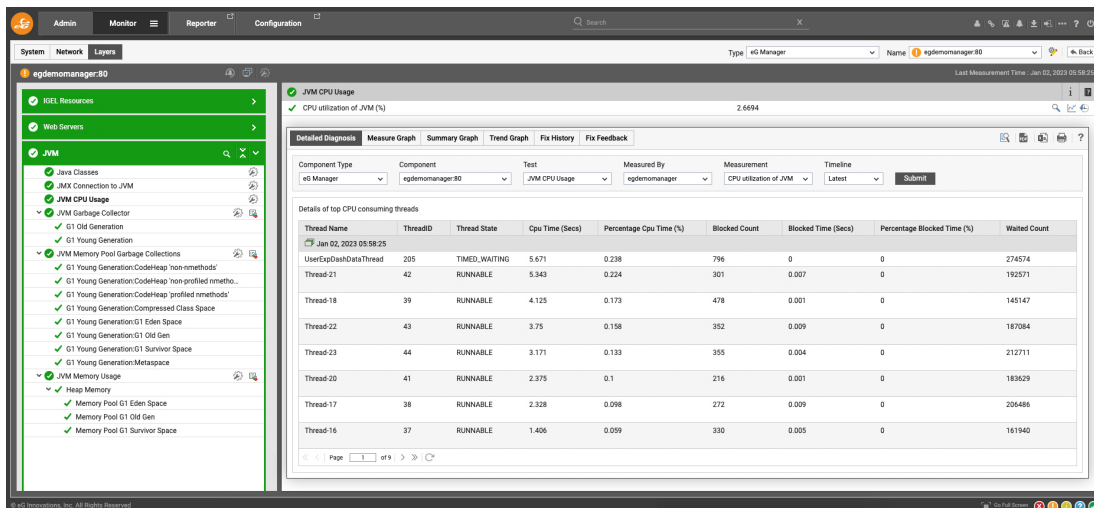 Admin Monitor Reporter Configuration Search X
System Network Layers Type eG Manager Name egdemomanager:80 Back
egdemomanager:80 Last Measurement Time : Jan 02, 2023 05:58:25
IGEL Resources
Web Servers
JVM
Java Classes
JMX Connection to JVM
JVM CPU Usage
JVM Garbage Collector
G1 Old Generation
G1 Young Generation
JVM Memory Pool Garbage Collections
G1 Young Generation:CodeHeap 'non-nmethods'
G1 Young Generation:CodeHeap 'non-profiled nmetho...
G1 Young Generation:CodeHeap 'profiled nmethods'
G1 Young Generation:Compressed Class Space
G1 Young Generation:G1 Eden Space
G1 Young Generation:G1 Old Gen
G1 Young Generation:G1 Survivor Space
G1 Young Generation:Metaspace
JVM Memory Usage
Heap Memory
Memory Pool G1 Eden Space
Memory Pool G1 Old Gen
Memory Pool G1 Survivor Space
JVM CPU Usage
CPU utilization of JVM (%) 2.6694
Detailed Diagnosis Measure Graph Summary Graph Trend Graph Fix History Fix Feedback
Component Type Component Test Measured By Measurement Timeline
eG Manager egdemomanager:80 JVM CPU Usage egdemomanager CPU utilization of JVM Latest Submit
Details of top CPU consuming threads
Thread Name ThreadID Thread State Cpu Time (Secs) Percentage Cpu Time (%) Blocked Count Blocked Time (Secs) Percentage Blocked Time (%) Waited Count
Jan 02, 2023 05:58:25
UserExpDashDataThread 205 TIMED_WAITING 5.671 0.238 796 0 0 274574
Thread-21 42 RUNNABLE 5.343 0.224 301 0.007 0 192571
Thread-18 39 RUNNABLE 4.125 0.173 478 0.001 0 145147
Thread-22 43 RUNNABLE 3.75 0.158 352 0.009 0 187084
Thread-23 44 RUNNABLE 3.171 0.133 355 0.004 0 212711
Thread-20 41 RUNNABLE 2.375 0.1 216 0.001 0 183629
Thread-17 38 RUNNABLE 2.328 0.098 272 0.009 0 206486
Thread-16 37 RUNNABLE 1.406 0.059 330 0.005 0 161940
Page 1 of 9
© eG Innovations, Inc. All Rights Reserved Go Full Screen